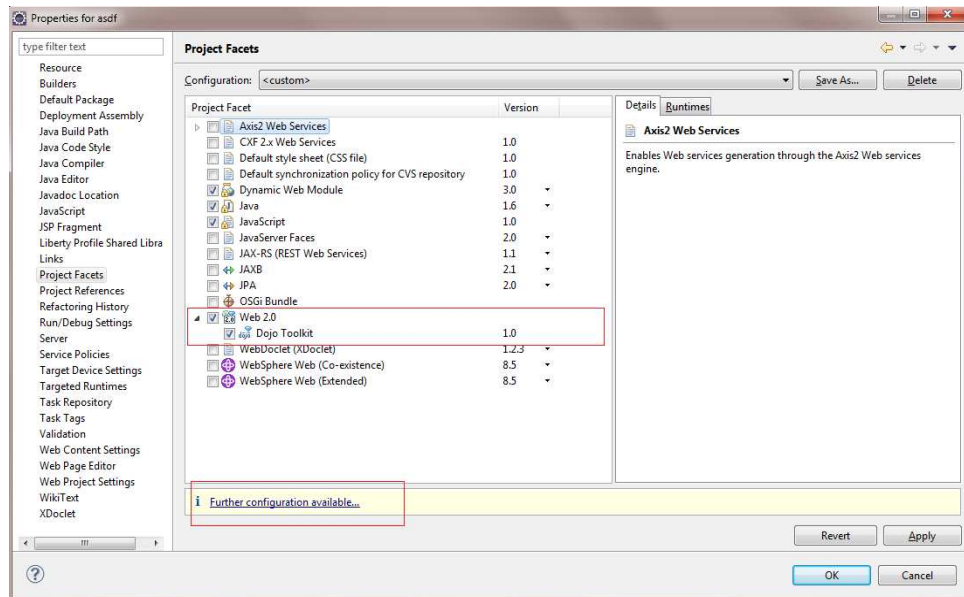 Properties for asdf
type filter text
Resource
Builders
Default Package
Deployment Assembly
Java Build Path
Java Code Style
Java Compiler
Java Editor
Javadoc Location
JavaScript
JSP Fragment
Liberty Profile Shared Libra
Links
Project Facets
Project References
Refactoring History
Run/Debug Settings
Server
Service Policies
Target Device Settings
Targeted Runtimes
Task Repository
Task Tags
Validation
Web Content Settings
Web Page Editor
Web Project Settings
WikiText
XDoclet
Project Facets
Configuration: <custom> Save As... Delete
Project Facet Version
Axis2 Web Services
CXF 2.x Web Services 1.0
Default style sheet (CSS file) 1.0
Default synchronization policy for CVS repository 1.0
Dynamic Web Module 3.0
Java 1.6
JavaScript 1.0
JavaServer Faces 2.0
JAX-RS (REST Web Services) 1.1
JAXB 2.1
JPA 2.0
OSGi Bundle
Web 2.0
Dojo Toolkit 1.0
WebDoclet (XDoclet) 1.2.3
WebSphere Web (Co-existence) 8.5
WebSphere Web (Extended) 8.5
Details Runtimes
Axis2 Web Services
Enables Web services generation through the Axis2 Web services
engine.
i Further configuration available...
Revert Apply
OK Cancel